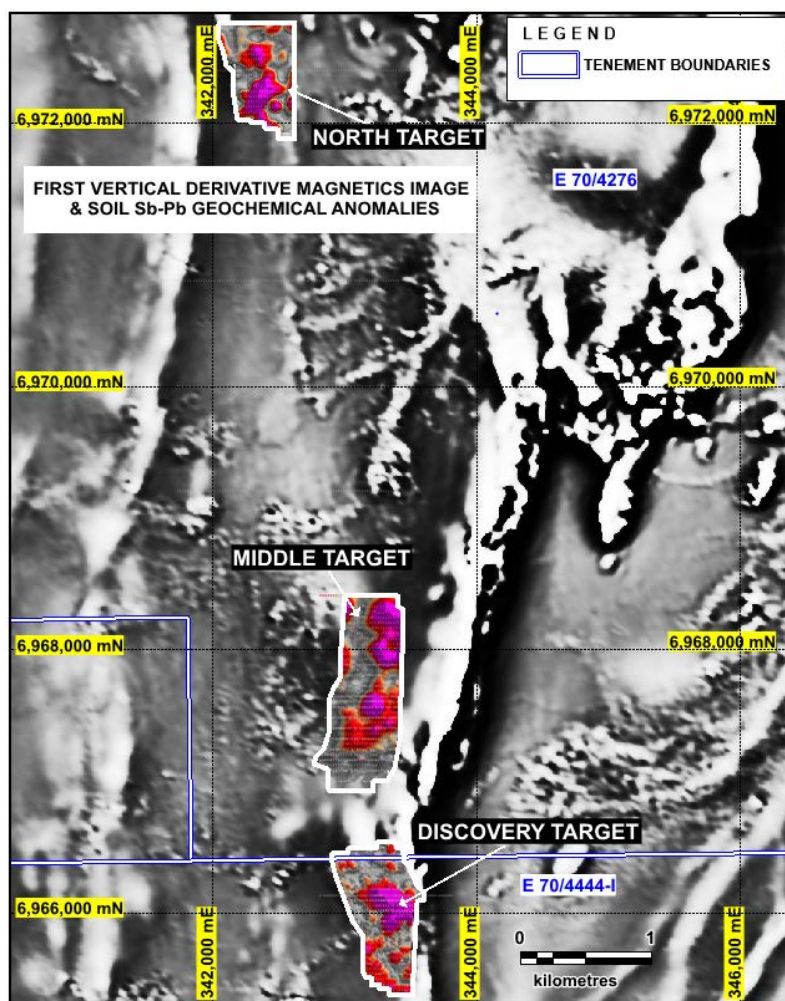 342,000 mE
344,000 mE
L E G E N D
TENEMENT BOUNDARIES
6,972,000 mN
6,972,000 mN
NORTH TARGET
FIRST VERTICAL DERIVATIVE MAGNETICS IMAGE
& SOIL Sb-Pb GEOCHEMICAL ANOMALIES
E 70/4276
6,970,000 mN
6,970,000 mN
MIDDLE TARGET
6,968,000 mN
6,968,000 mN
DISCOVERY TARGET
E 70/4444-I
6,966,000 mN
342,000 mE
344,000 mE
346,000 mE
0 1
kilometres